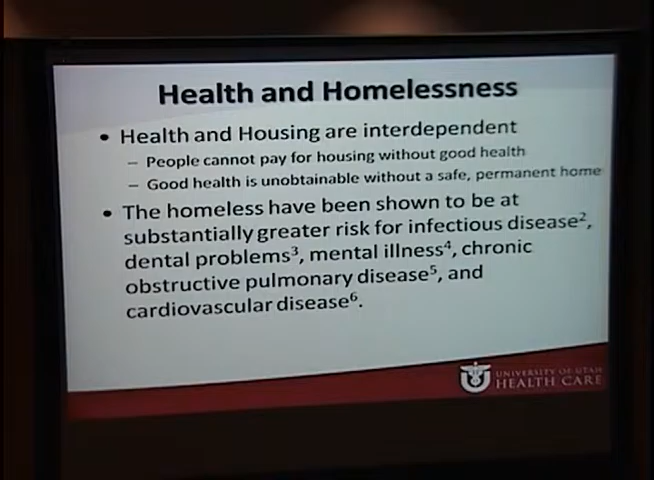 Health and Homelessness
• Health and Housing are interdependent
– People cannot pay for housing without good health
– Good health is unobtainable without a safe, permanent home
• The homeless have been shown to be at
substantially greater risk for infectious disease²,
dental problems³, mental illness⁴, chronic
obstructive pulmonary disease⁵, and
cardiovascular disease⁶.
UNIVERSITY OF UTAH
HEALTH CARE